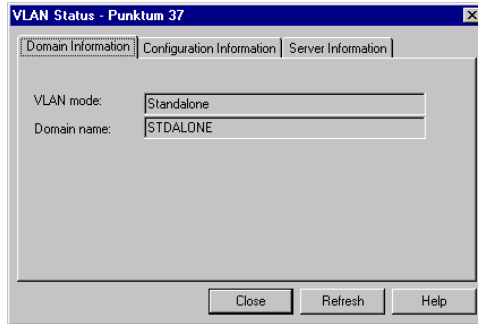 VLAN Status - Punktum 37
Domain Information Configuration Information Server Information
VLAN mode: Standalone
Domain name: STDALONE
Close Refresh Help